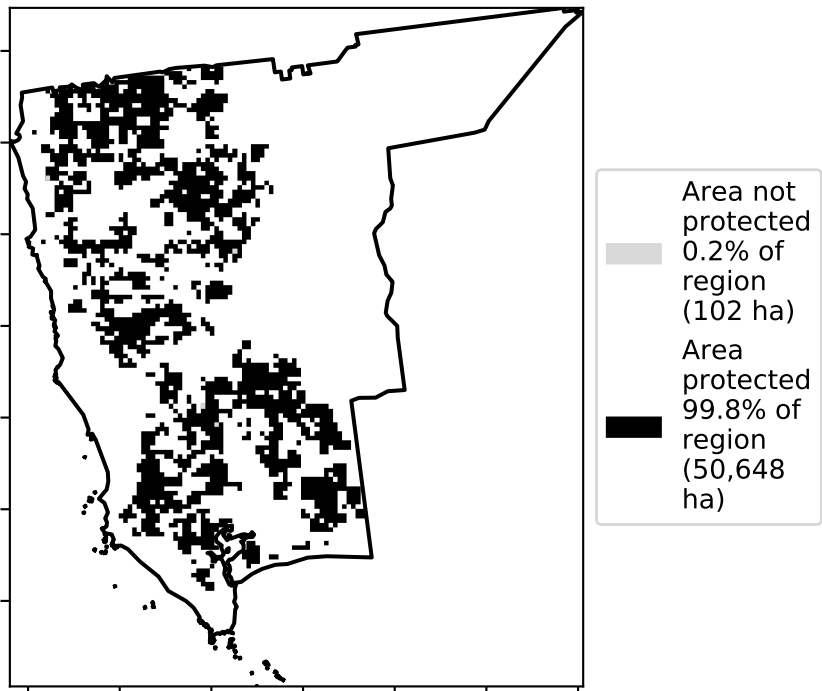 Area not
protected
0.2% of
region
(102 ha)
Area
protected
99.8% of
region
(50,648
ha)